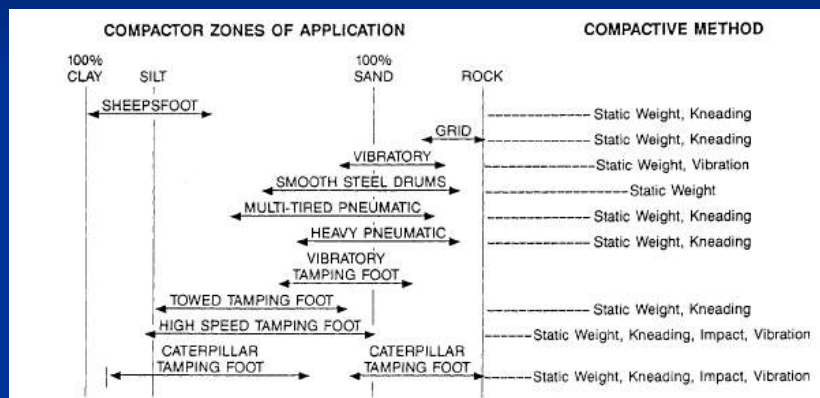 COMPACTOR ZONES OF APPLICATION COMPACTIVE METHOD
100% 100%
CLAY SILT SAND ROCK
SHEEPSFOOT Static Weight, Kneading
GRID Static Weight, Kneading
VIBRATORY Static Weight, Vibration
SMOOTH STEEL DRUMS Static Weight
MULTI-TIRED PNEUMATIC Static Weight, Kneading
HEAVY PNEUMATIC Static Weight, Kneading
VIBRATORY
TAMPING FOOT
TOWED TAMPING FOOT Static Weight, Kneading
HIGH SPEED TAMPING FOOT Static Weight, Kneading, Impact, Vibration
CATERPILLAR CATERPILLAR
TAMPING FOOT TAMPING FOOT Static Weight, Kneading, Impact, Vibration